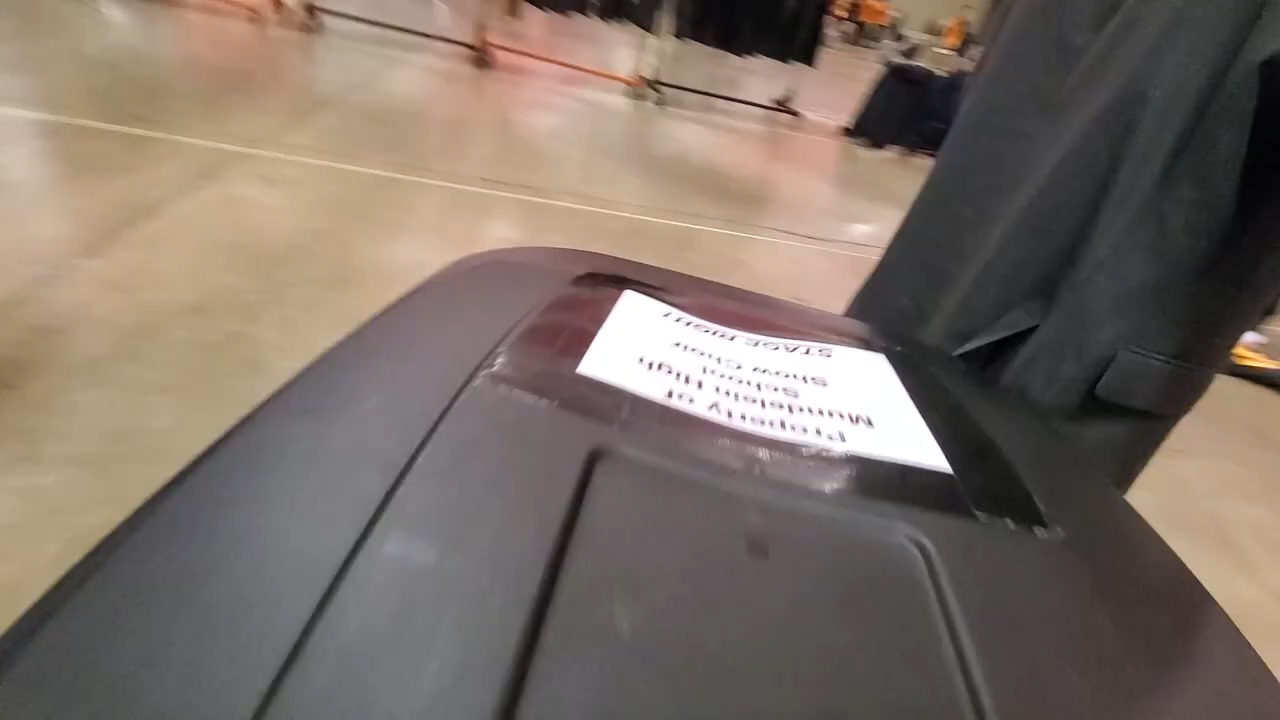 Property of
Mundelein High
School
Show Choir
STAGE RIGHT